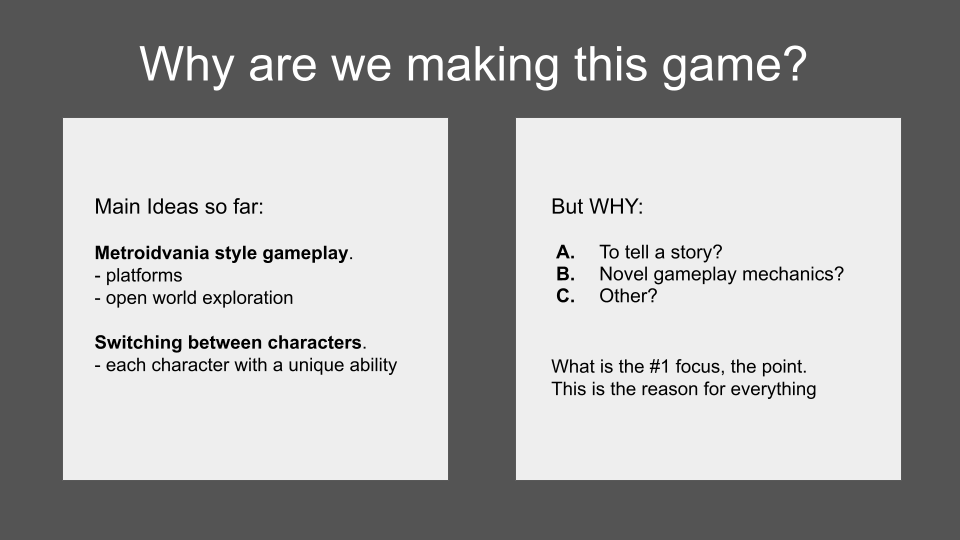 Why are we making this game?
Main Ideas so far:
Metroidvania style gameplay.
- platforms
- open world exploration
Switching between characters.
- each character with a unique ability
But WHY:
A. To tell a story?
B. Novel gameplay mechanics?
C. Other?
What is the #1 focus, the point.
This is the reason for everything